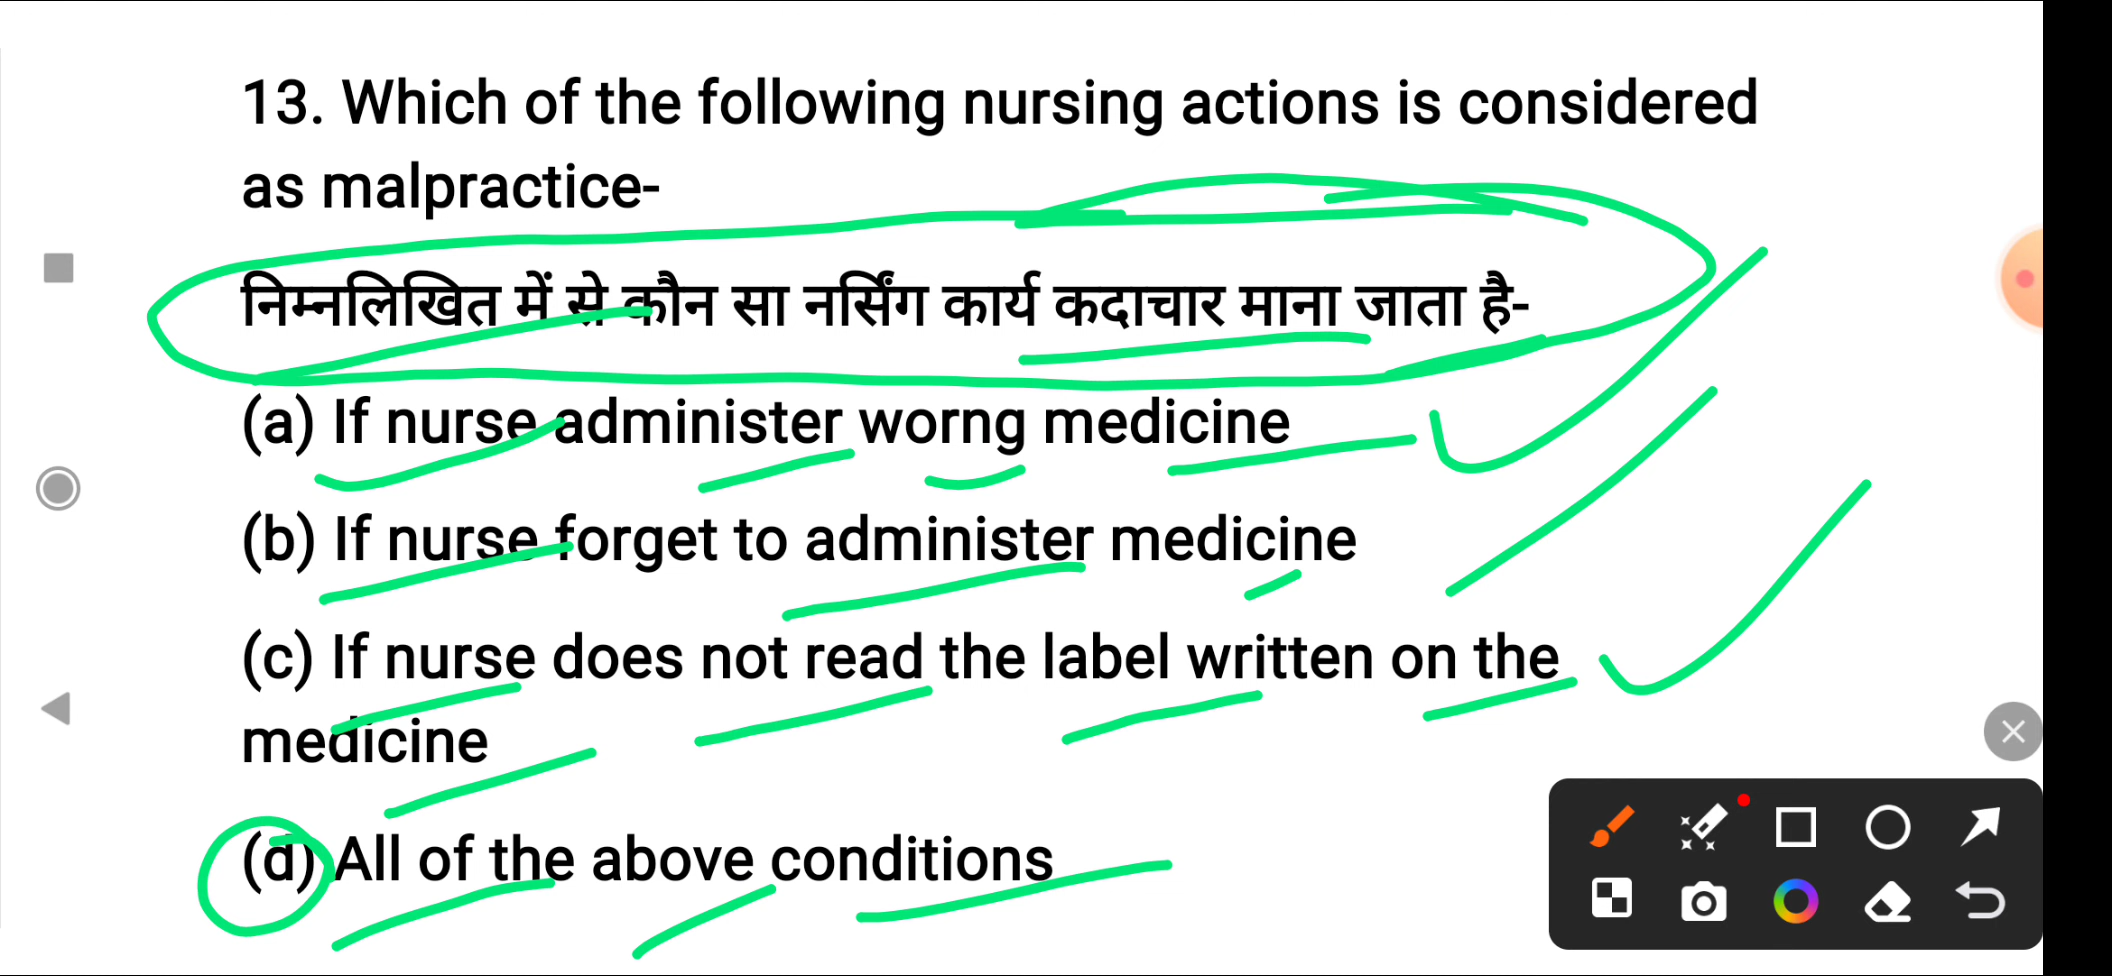 13. Which of the following nursing actions is considered
as malpractice-
निम्नलिखित में से कौन सा नर्सिंग कार्य कदाचार माना जाता है-
(a) If nurse administer worng medicine
(b) If nurse forget to administer medicine
(c) If nurse does not read the label written on the
medicine
(d) All of the above conditions